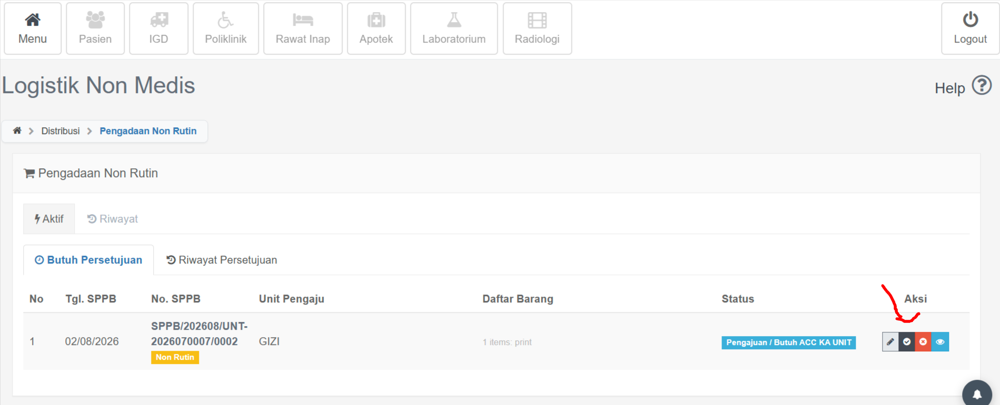 Menu
Pasien
IGD
Poliklinik
Rawat Inap
Apotek
Laboratorium
Radiologi
Logout
Logistik Non Medis
Help
Distribusi
Pengadaan Non Rutin
Pengadaan Non Rutin
Aktif
Riwayat
Butuh Persetujuan
Riwayat Persetujuan
No Tgl. SPPB No. SPPB Unit Pengaju Daftar Barang Status Aksi
SPPB/202608/UNT-
1 02/08/2026 2026070007/0002 GIZI 1 items: print Pengajuan / Butuh ACC KA UNIT
Non Rutin